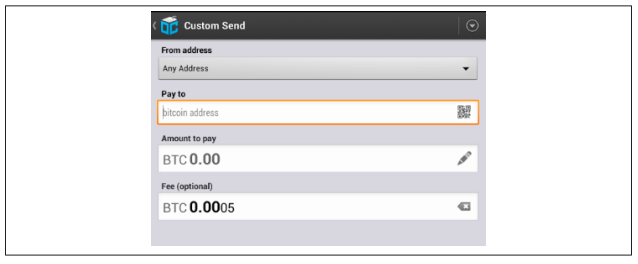 Custom Send
From address
Any Address
Pay to
bitcoin address
Amount to pay
BTC 0.00
Fee (optional)
BTC 0.0005